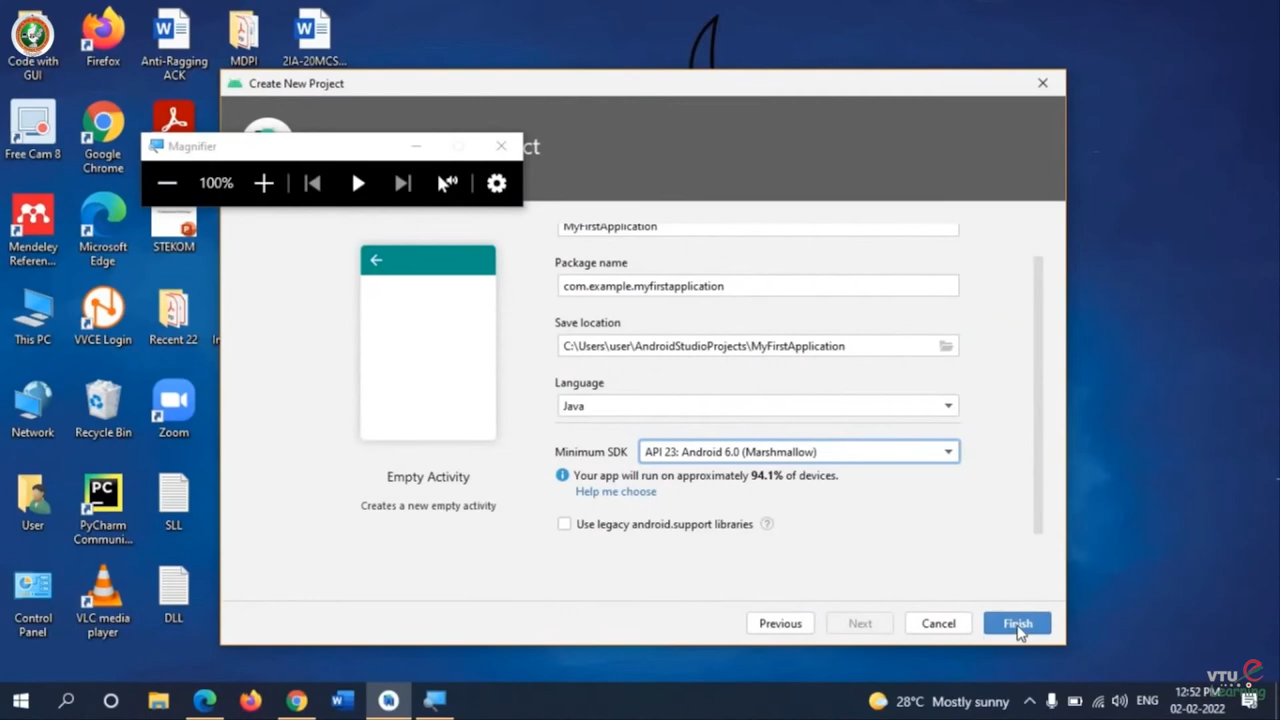 Code with
GUI
Firefox
Anti-Ragging
ACK
MDPI
2IA-20MCS...
Create New Project
Free Cam 8
Google
Chrome
Magnifier
ct
100%
Mendeley
Referen...
Microsoft
Edge
STEKOM
MyFirstApplication
Package name
com.example.myfirstapplication
Save location
C:\Users\user\AndroidStudioProjects\MyFirstApplication
Language
Java
Minimum SDK
API 23: Android 6.0 (Marshmallow)
Your app will run on approximately 94.1% of devices.
Help me choose
Use legacy android.support libraries
?
Empty Activity
Creates a new empty activity
This PC
VVCE Login
Recent 22
Network
Recycle Bin
Zoom
User
PC
PyCharm
Communi...
SLL
Control
Panel
VLC media
player
DLL
Previous
Next
Cancel
Finish
28°C Mostly sunny
ENG
12:52 PM
02-02-2022
VTU
e
Learning